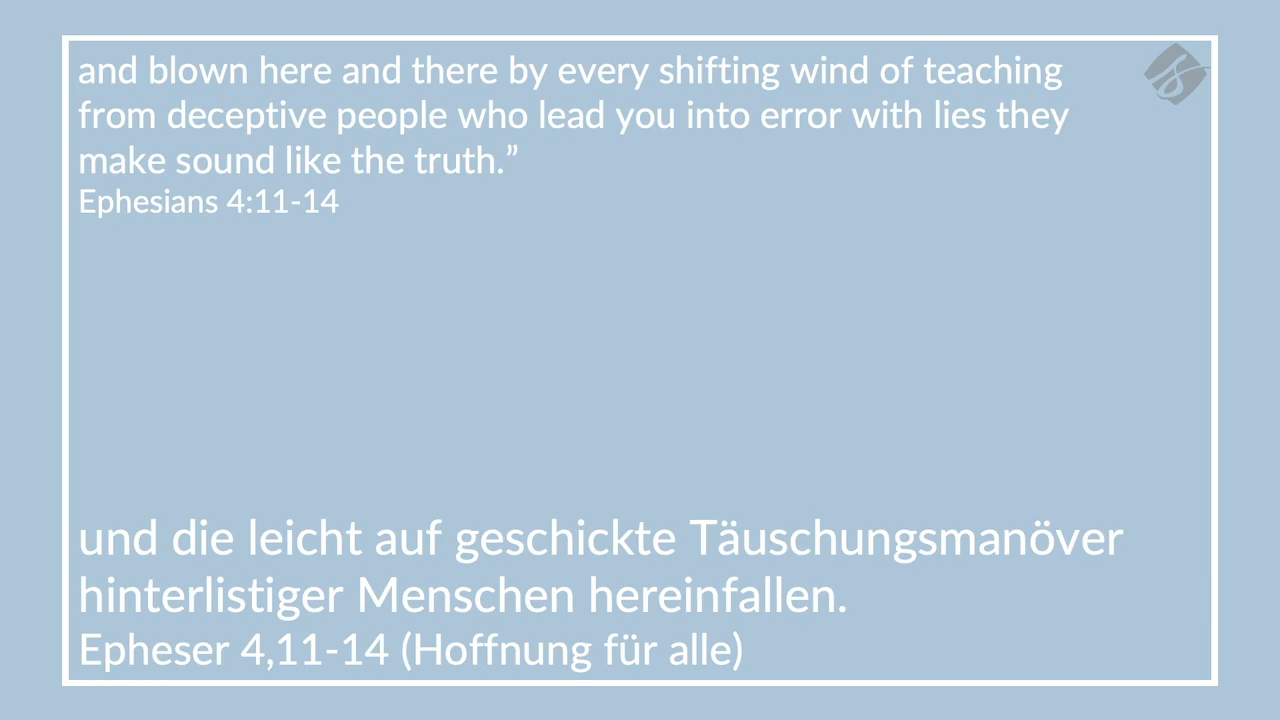 and blown here and there by every shifting wind of teaching
from deceptive people who lead you into error with lies they
make sound like the truth.”
Ephesians 4:11-14
und die leicht auf geschickte Täuschungsmanöver
hinterlistiger Menschen hereinfallen.
Epheser 4,11-14 (Hoffnung für alle)